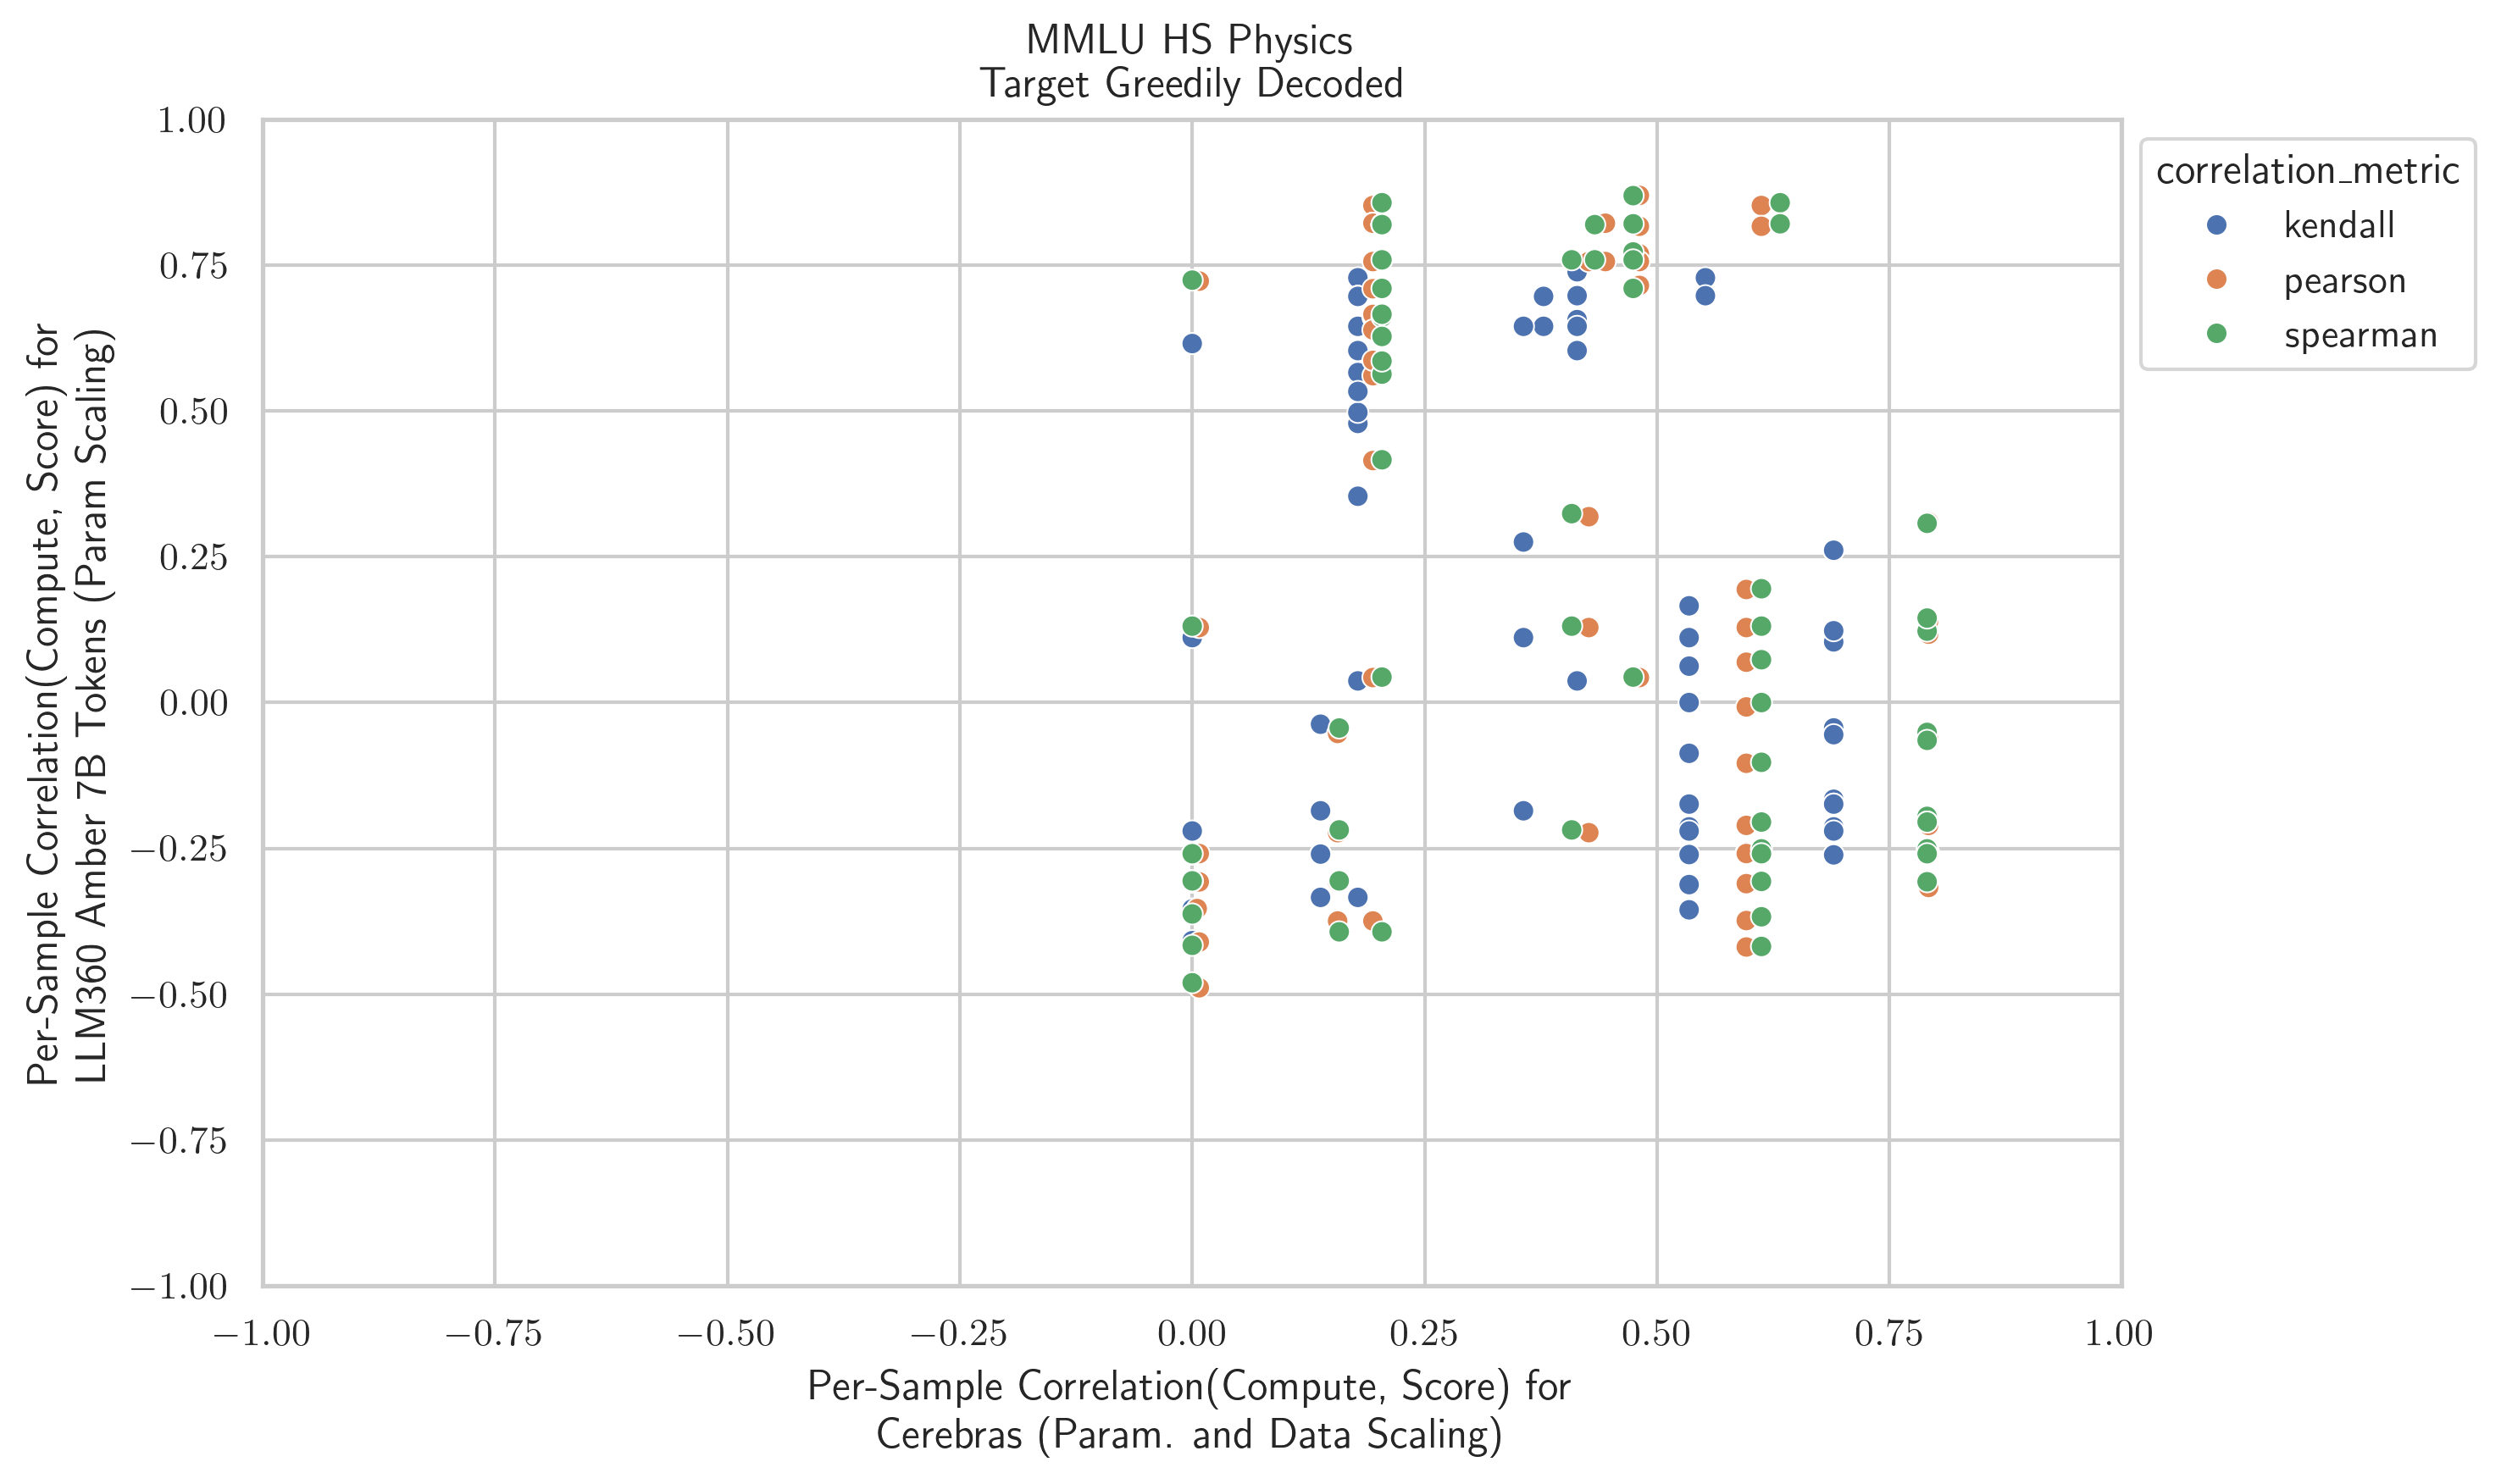 MMLU HS Physics
Target Greedily Decoded
1.00
0.75
0.50
0.25
0.00
−0.25
−0.50
−0.75
−1.00
Per-Sample Correlation(Compute, Score) for
LLM360 Amber 7B Tokens (Param Scaling)
correlation_metric
kendall
pearson
spearman
−1.00 −0.75 −0.50 −0.25 0.00 0.25 0.50 0.75 1.00
Per-Sample Correlation(Compute, Score) for
Cerebras (Param. and Data Scaling)